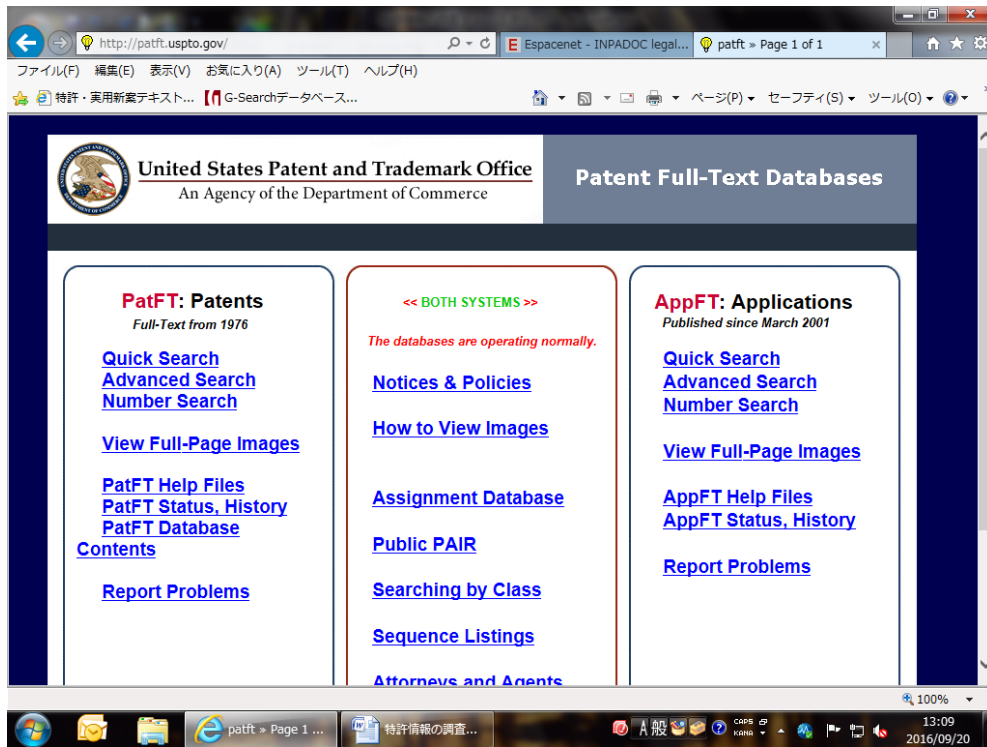 http://patft.uspto.gov/
Espacenet - INPADOC legal...
patft » Page 1 of 1
ファイル(F) 編集(E) 表示(V) お気に入り(A) ツール(T) ヘルプ(H)
特許・実用新案テキスト... G-Searchデータベース...
ページ(P) セーフティ(S) ツール(O)
United States Patent and Trademark Office
An Agency of the Department of Commerce
Patent Full-Text Databases
PatFT: Patents
Full-Text from 1976
Quick Search
Advanced Search
Number Search
View Full-Page Images
PatFT Help Files
PatFT Status, History
PatFT Database
Contents
Report Problems
<< BOTH SYSTEMS >>
The databases are operating normally.
Notices & Policies
How to View Images
Assignment Database
Public PAIR
Searching by Class
Sequence Listings
Attorneys and Agents
AppFT: Applications
Published since March 2001
Quick Search
Advanced Search
Number Search
View Full-Page Images
AppFT Help Files
AppFT Status, History
Report Problems
100%
patft » Page 1 ...
特許情報の調査...
A 般
CAPS
KANA
13:09
2016/09/20